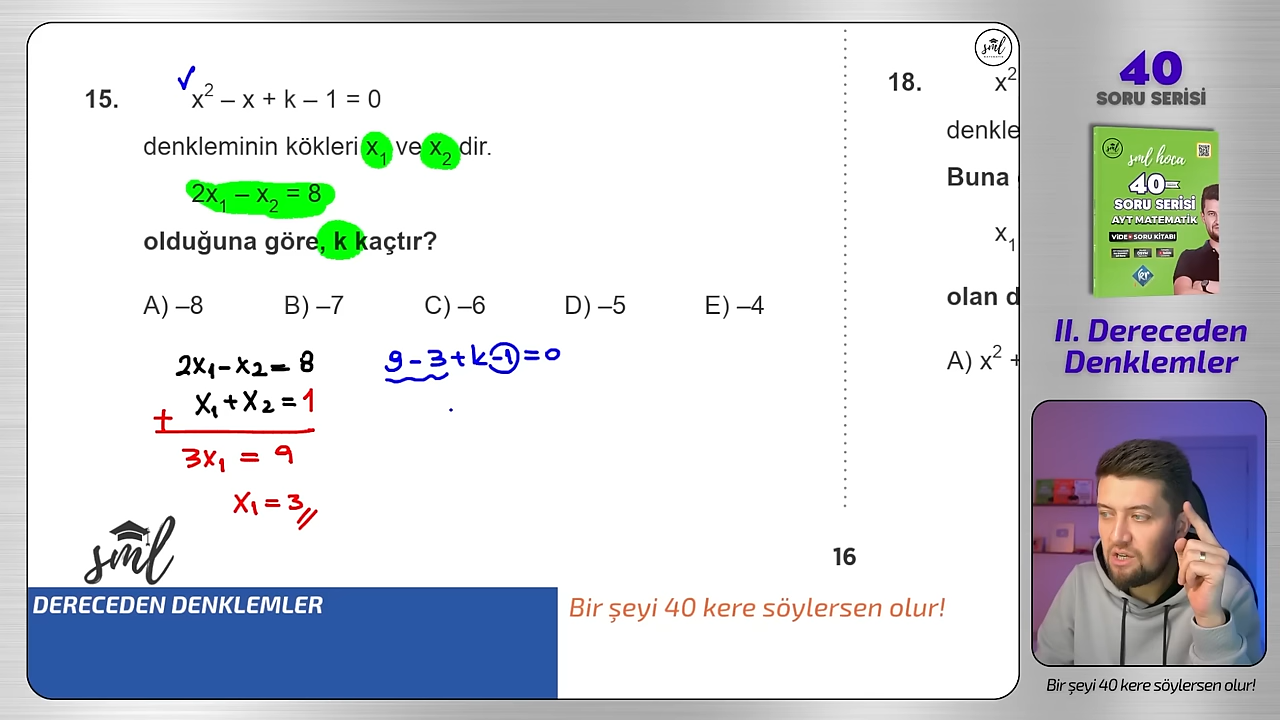 15. x² – x + k – 1 = 0
denkleminin kökleri x₁ ve x₂ dir.
2x₁ – x₂ = 8
olduğuna göre, k kaçtır?
A) –8 B) –7 C) –6 D) –5 E) –4
2x₁ – x₂ = 8
x₁ + x₂ = 1
+
3x₁ = 9
x₁ = 3
9 – 3 + k – 1 = 0
sml
16
18. x²
denkle
Buna
x₁
olan d
A) x² +
sml
DERECEDEN DENKLEMLER
Bir şeyi 40 kere söylersen olur!
40
SORU SERİSİ
sml hoca
40
SORU SERİSİ
AYT MATEMATİK
VİDEO SORU KİTABI
II. Dereceden
Denklemler
Bir şeyi 40 kere söylersen olur!